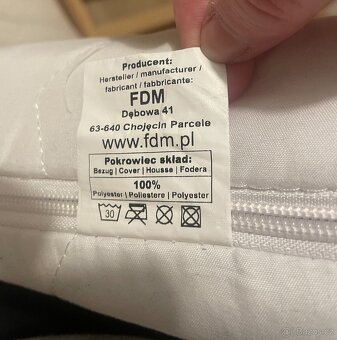 Producent:
Hersteller / manufacturer /
fabricant / fabbricante:
FDM
Dębowa 41
63-640 Chojęcin Parcele
www.fdm.pl
Pokrowiec skład:
Bezug | Cover | Housse | Fodera
100%
Polyester | Poliestere | Polyester
30